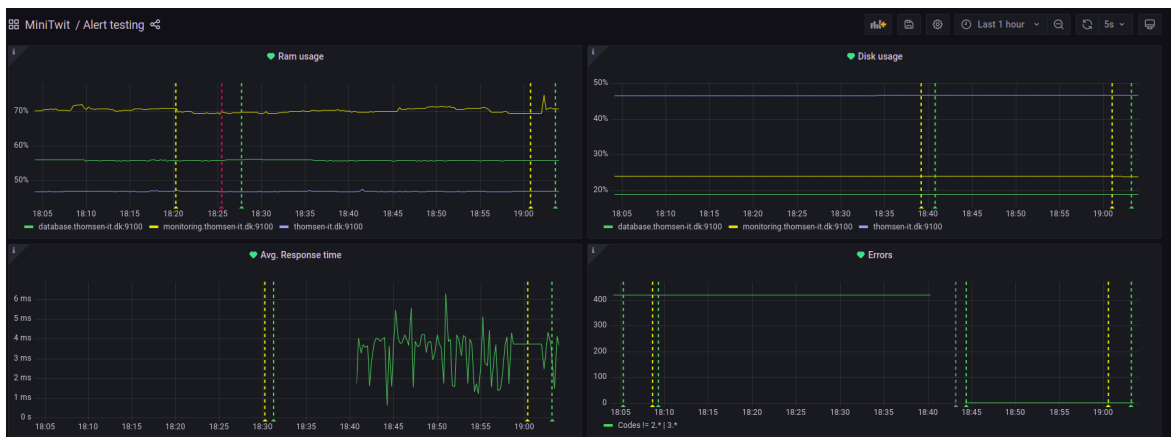 MiniTwit / Alert testing
Last 1 hour
5s
i
Ram usage
70%
60%
50%
18:05 18:10 18:15 18:20 18:25 18:30 18:35 18:40 18:45 18:50 18:55 19:00
database.thomsen-it.dk:9100 monitoring.thomsen-it.dk:9100 thomsen-it.dk:9100
i
Disk usage
50%
40%
30%
20%
18:05 18:10 18:15 18:20 18:25 18:30 18:35 18:40 18:45 18:50 18:55 19:00
database.thomsen-it.dk:9100 monitoring.thomsen-it.dk:9100 thomsen-it.dk:9100
i
Avg. Response time
6 ms
5 ms
4 ms
3 ms
2 ms
1 ms
0 s
18:05 18:10 18:15 18:20 18:25 18:30 18:35 18:40 18:45 18:50 18:55 19:00
i
Errors
400
300
200
100
0
18:05 18:10 18:15 18:20 18:25 18:30 18:35 18:40 18:45 18:50 18:55 19:00
Codes != 2.* | 3.*